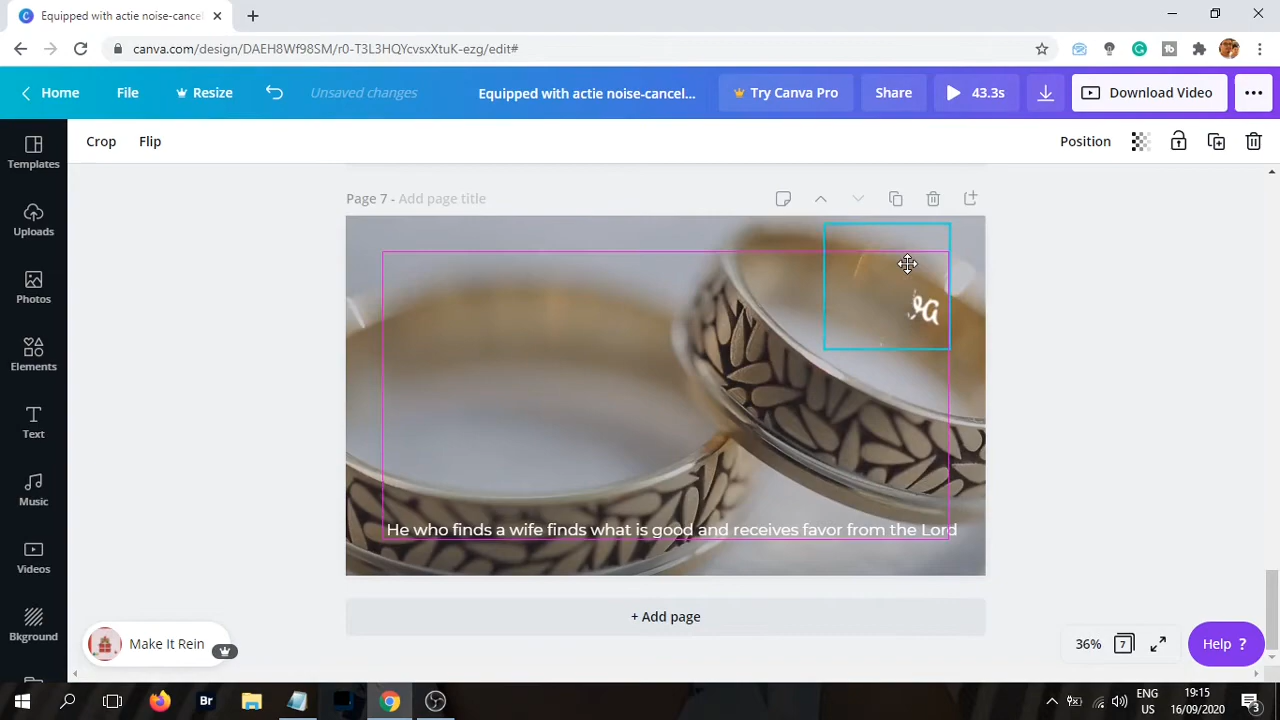 Equipped with actie noise-cancel
canva.com/design/DAEH8Wf98SM/r0-T3L3HQYcvsxXtuK-ezg/edit#
Home
File
Resize
Unsaved changes
Equipped with actie noise-cancel...
Try Canva Pro
Share
43.3s
Download Video
Crop
Flip
Position
Templates
Uploads
Photos
Elements
Text
Music
Videos
Bkground
Page 7 - Add page title
He who finds a wife finds what is good and receives favor from the Lord
+ Add page
Make It Rein
36%
7
Help ?
Br
ENG
US
19:15
16/09/2020
3